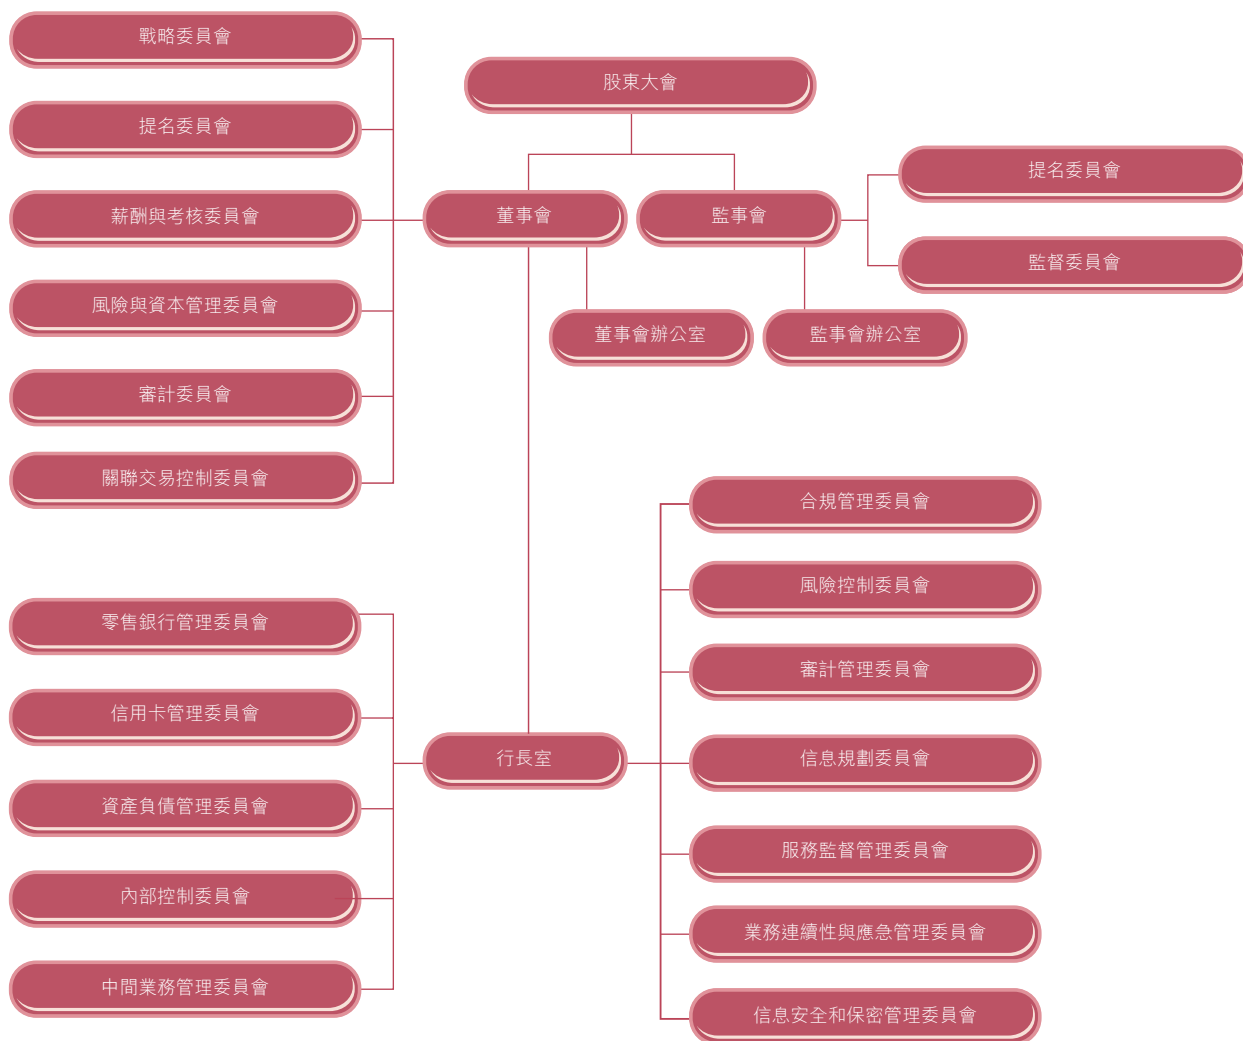 戰略委員會
提名委員會
薪酬與考核委員會
風險與資本管理委員會
審計委員會
關聯交易控制委員會
股東大會
董事會
監事會
董事會辦公室
監事會辦公室
提名委員會
監督委員會
零售銀行管理委員會
信用卡管理委員會
資產負債管理委員會
內部控制委員會
中間業務管理委員會
行長室
合規管理委員會
風險控制委員會
審計管理委員會
信息規劃委員會
服務監督管理委員會
業務連續性與應急管理委員會
信息安全和保密管理委員會